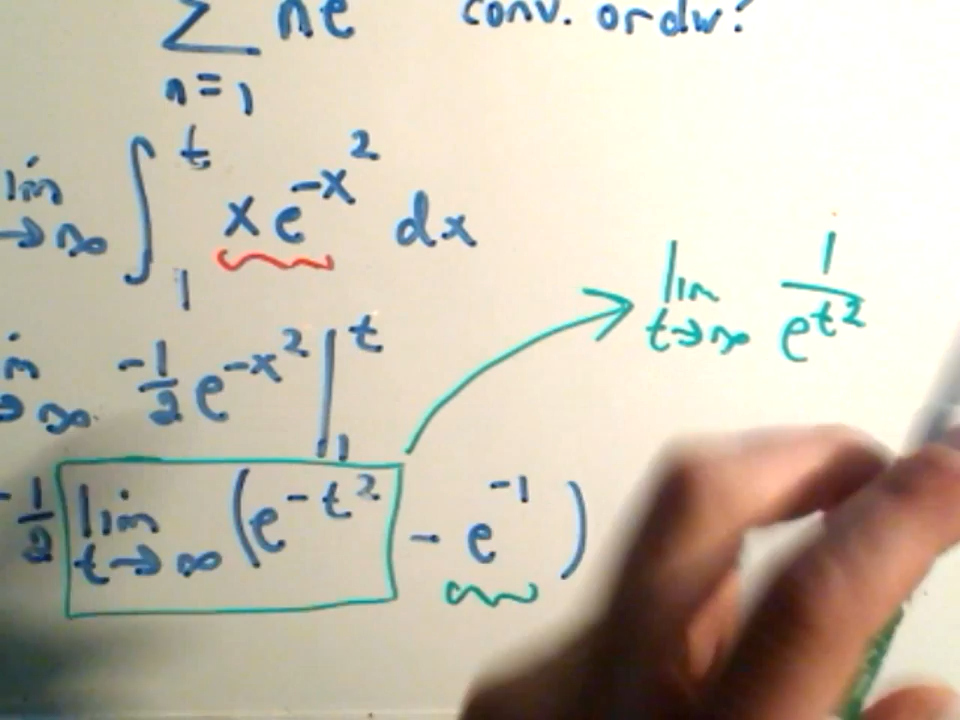 ∑ ne conv. or div?
n=1
lim t→∞ ∫₁ᵗ xe^(-x²) dx
lim t→∞ -1/2 e^(-x²) |₁ᵗ
lim t→∞ 1/e^(t²)
-1/2 lim t→∞ (e^(-t²) - e^(-1))